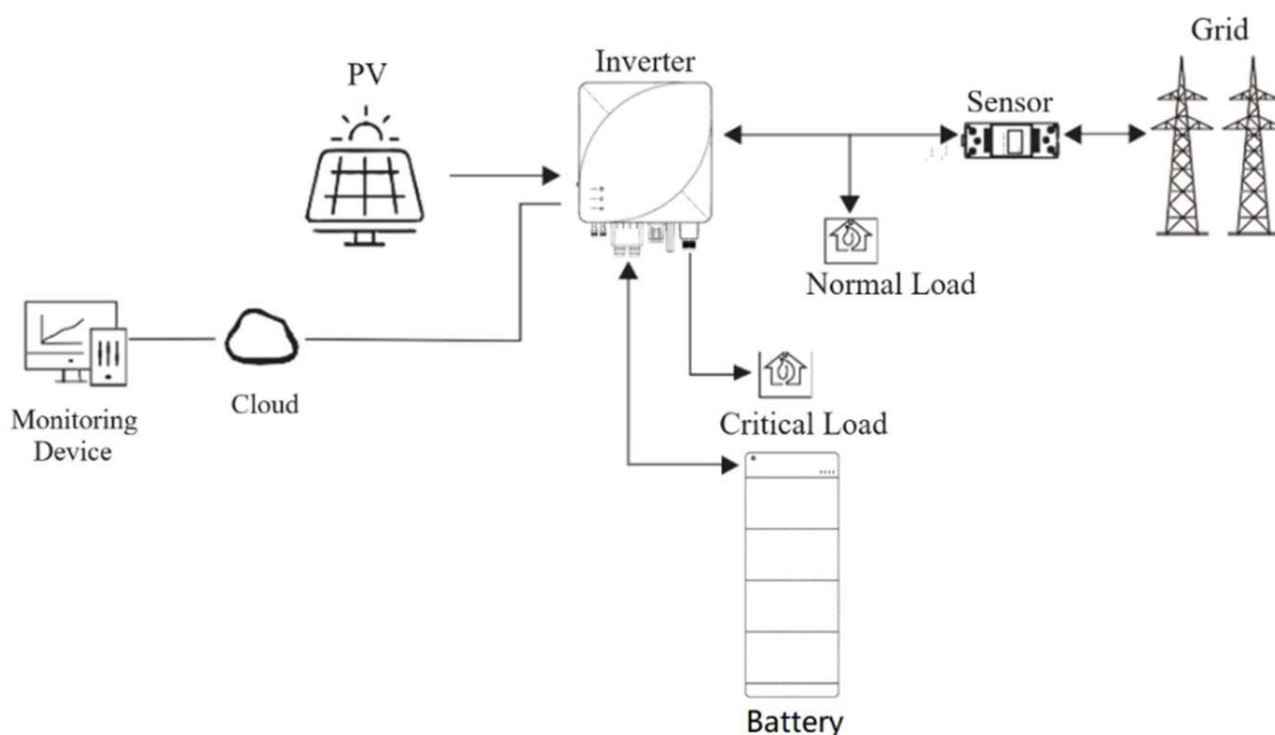 Grid
Inverter
PV
Sensor
Normal Load
Cloud
Monitoring
Device
Critical Load
Battery